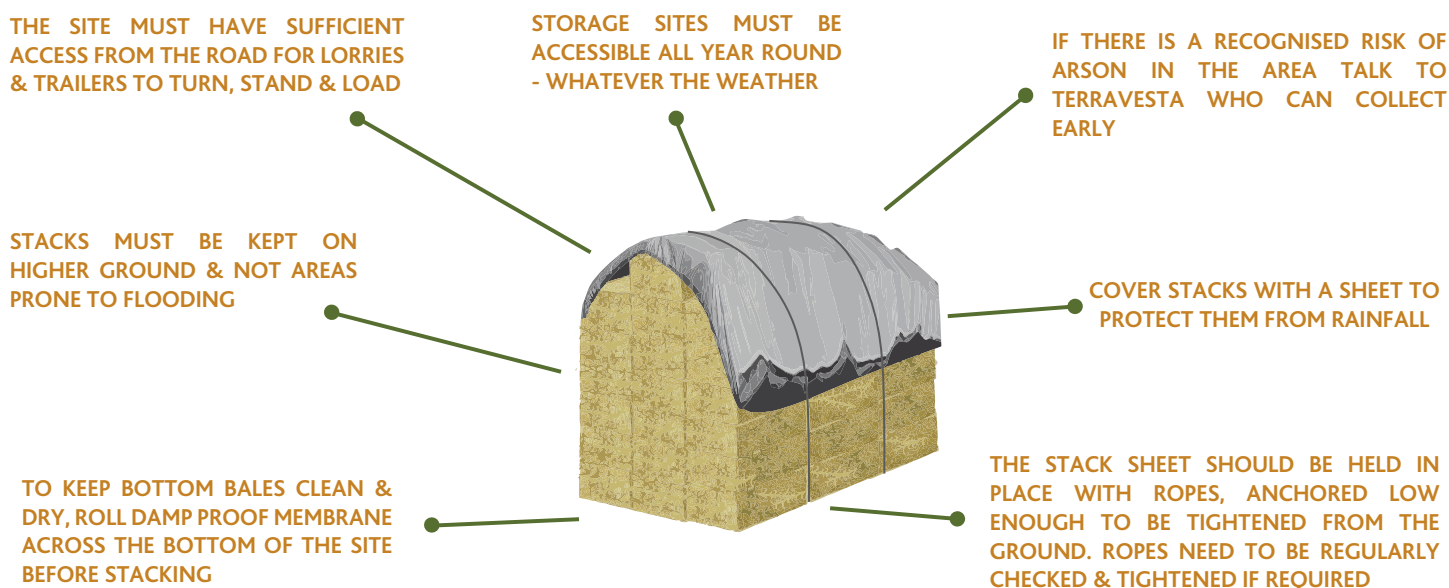 THE SITE MUST HAVE SUFFICIENT
ACCESS FROM THE ROAD FOR LORRIES
& TRAILERS TO TURN, STAND & LOAD
STORAGE SITES MUST BE
ACCESSIBLE ALL YEAR ROUND
- WHATEVER THE WEATHER
IF THERE IS A RECOGNISED RISK OF
ARSON IN THE AREA TALK TO
TERRAVESTA WHO CAN COLLECT
EARLY
STACKS MUST BE KEPT ON
HIGHER GROUND & NOT AREAS
PRONE TO FLOODING
COVER STACKS WITH A SHEET TO
PROTECT THEM FROM RAINFALL
TO KEEP BOTTOM BALES CLEAN &
DRY, ROLL DAMP PROOF MEMBRANE
ACROSS THE BOTTOM OF THE SITE
BEFORE STACKING
THE STACK SHEET SHOULD BE HELD IN
PLACE WITH ROPES, ANCHORED LOW
ENOUGH TO BE TIGHTENED FROM THE
GROUND. ROPES NEED TO BE REGULARLY
CHECKED & TIGHTENED IF REQUIRED